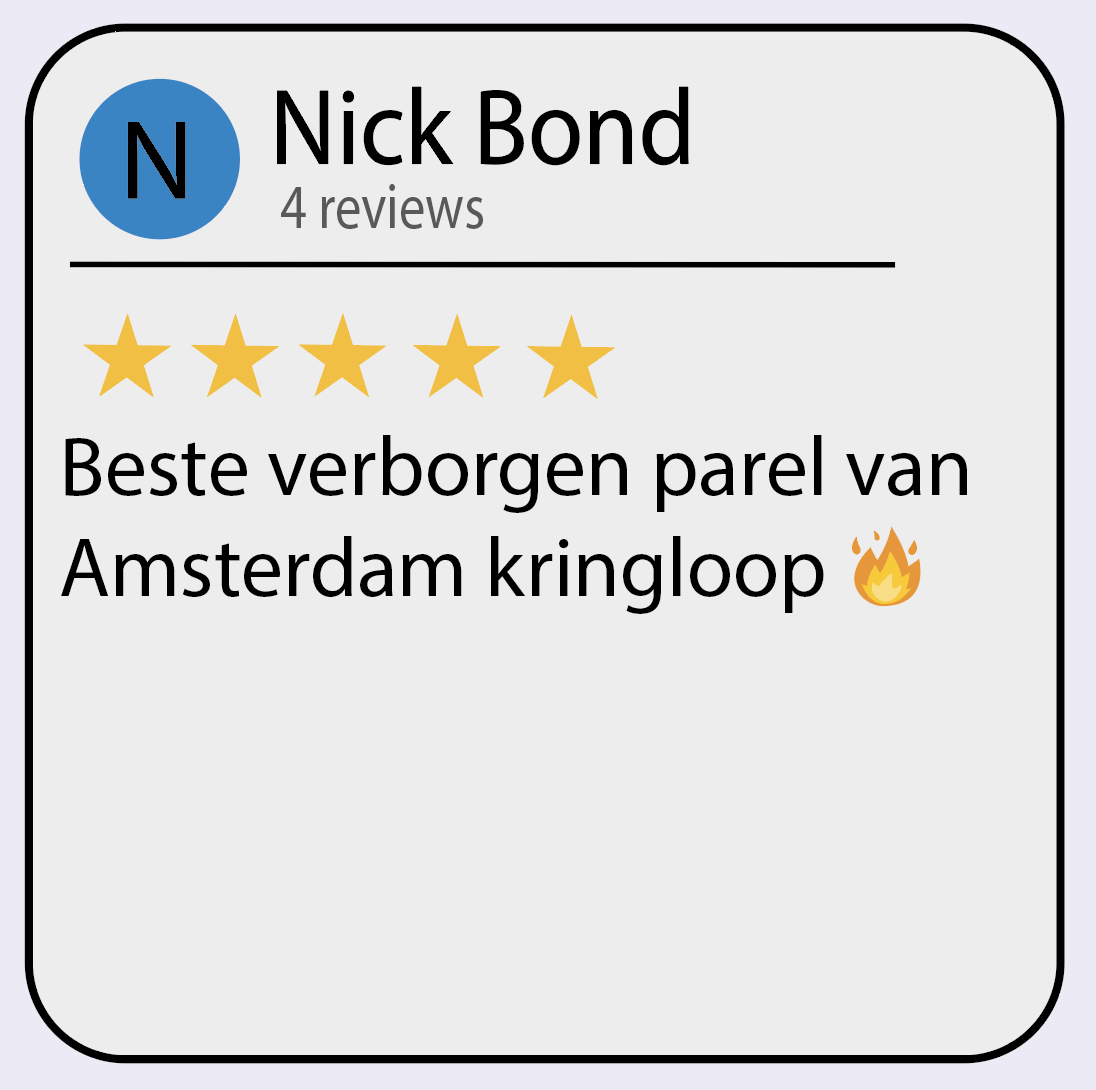 N
Nick Bond
4 reviews
Beste verborgen parel van
Amsterdam kringloop 🔥